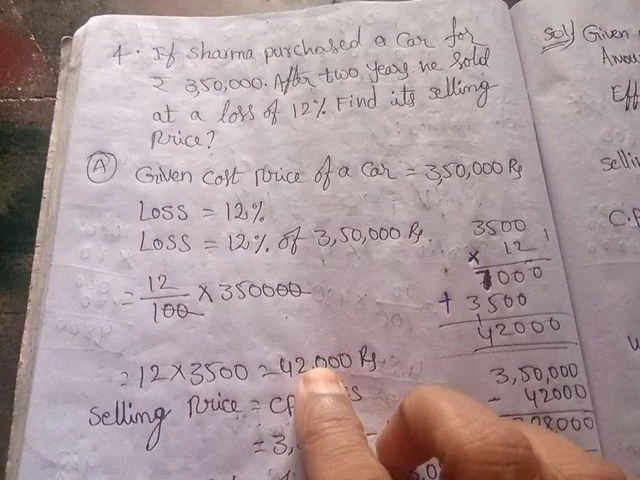 4. If Sharma purchased a car for
₹ 350,000. After two years he sold
at a loss of 12% Find its selling
Price?
(A) Given cost price of a car = 3,50,000 Rs
Loss = 12%
Loss = 12% of 3,50,000 Rs.
= 12/100 × 350000
= 12 × 3500 = 42,000 Rs
Selling Price = CP
= 3,
3500
× 12
7000
+ 3500
42000
3,50,000
- 42000
08000
Sol) Given
Eff
selli
C.P